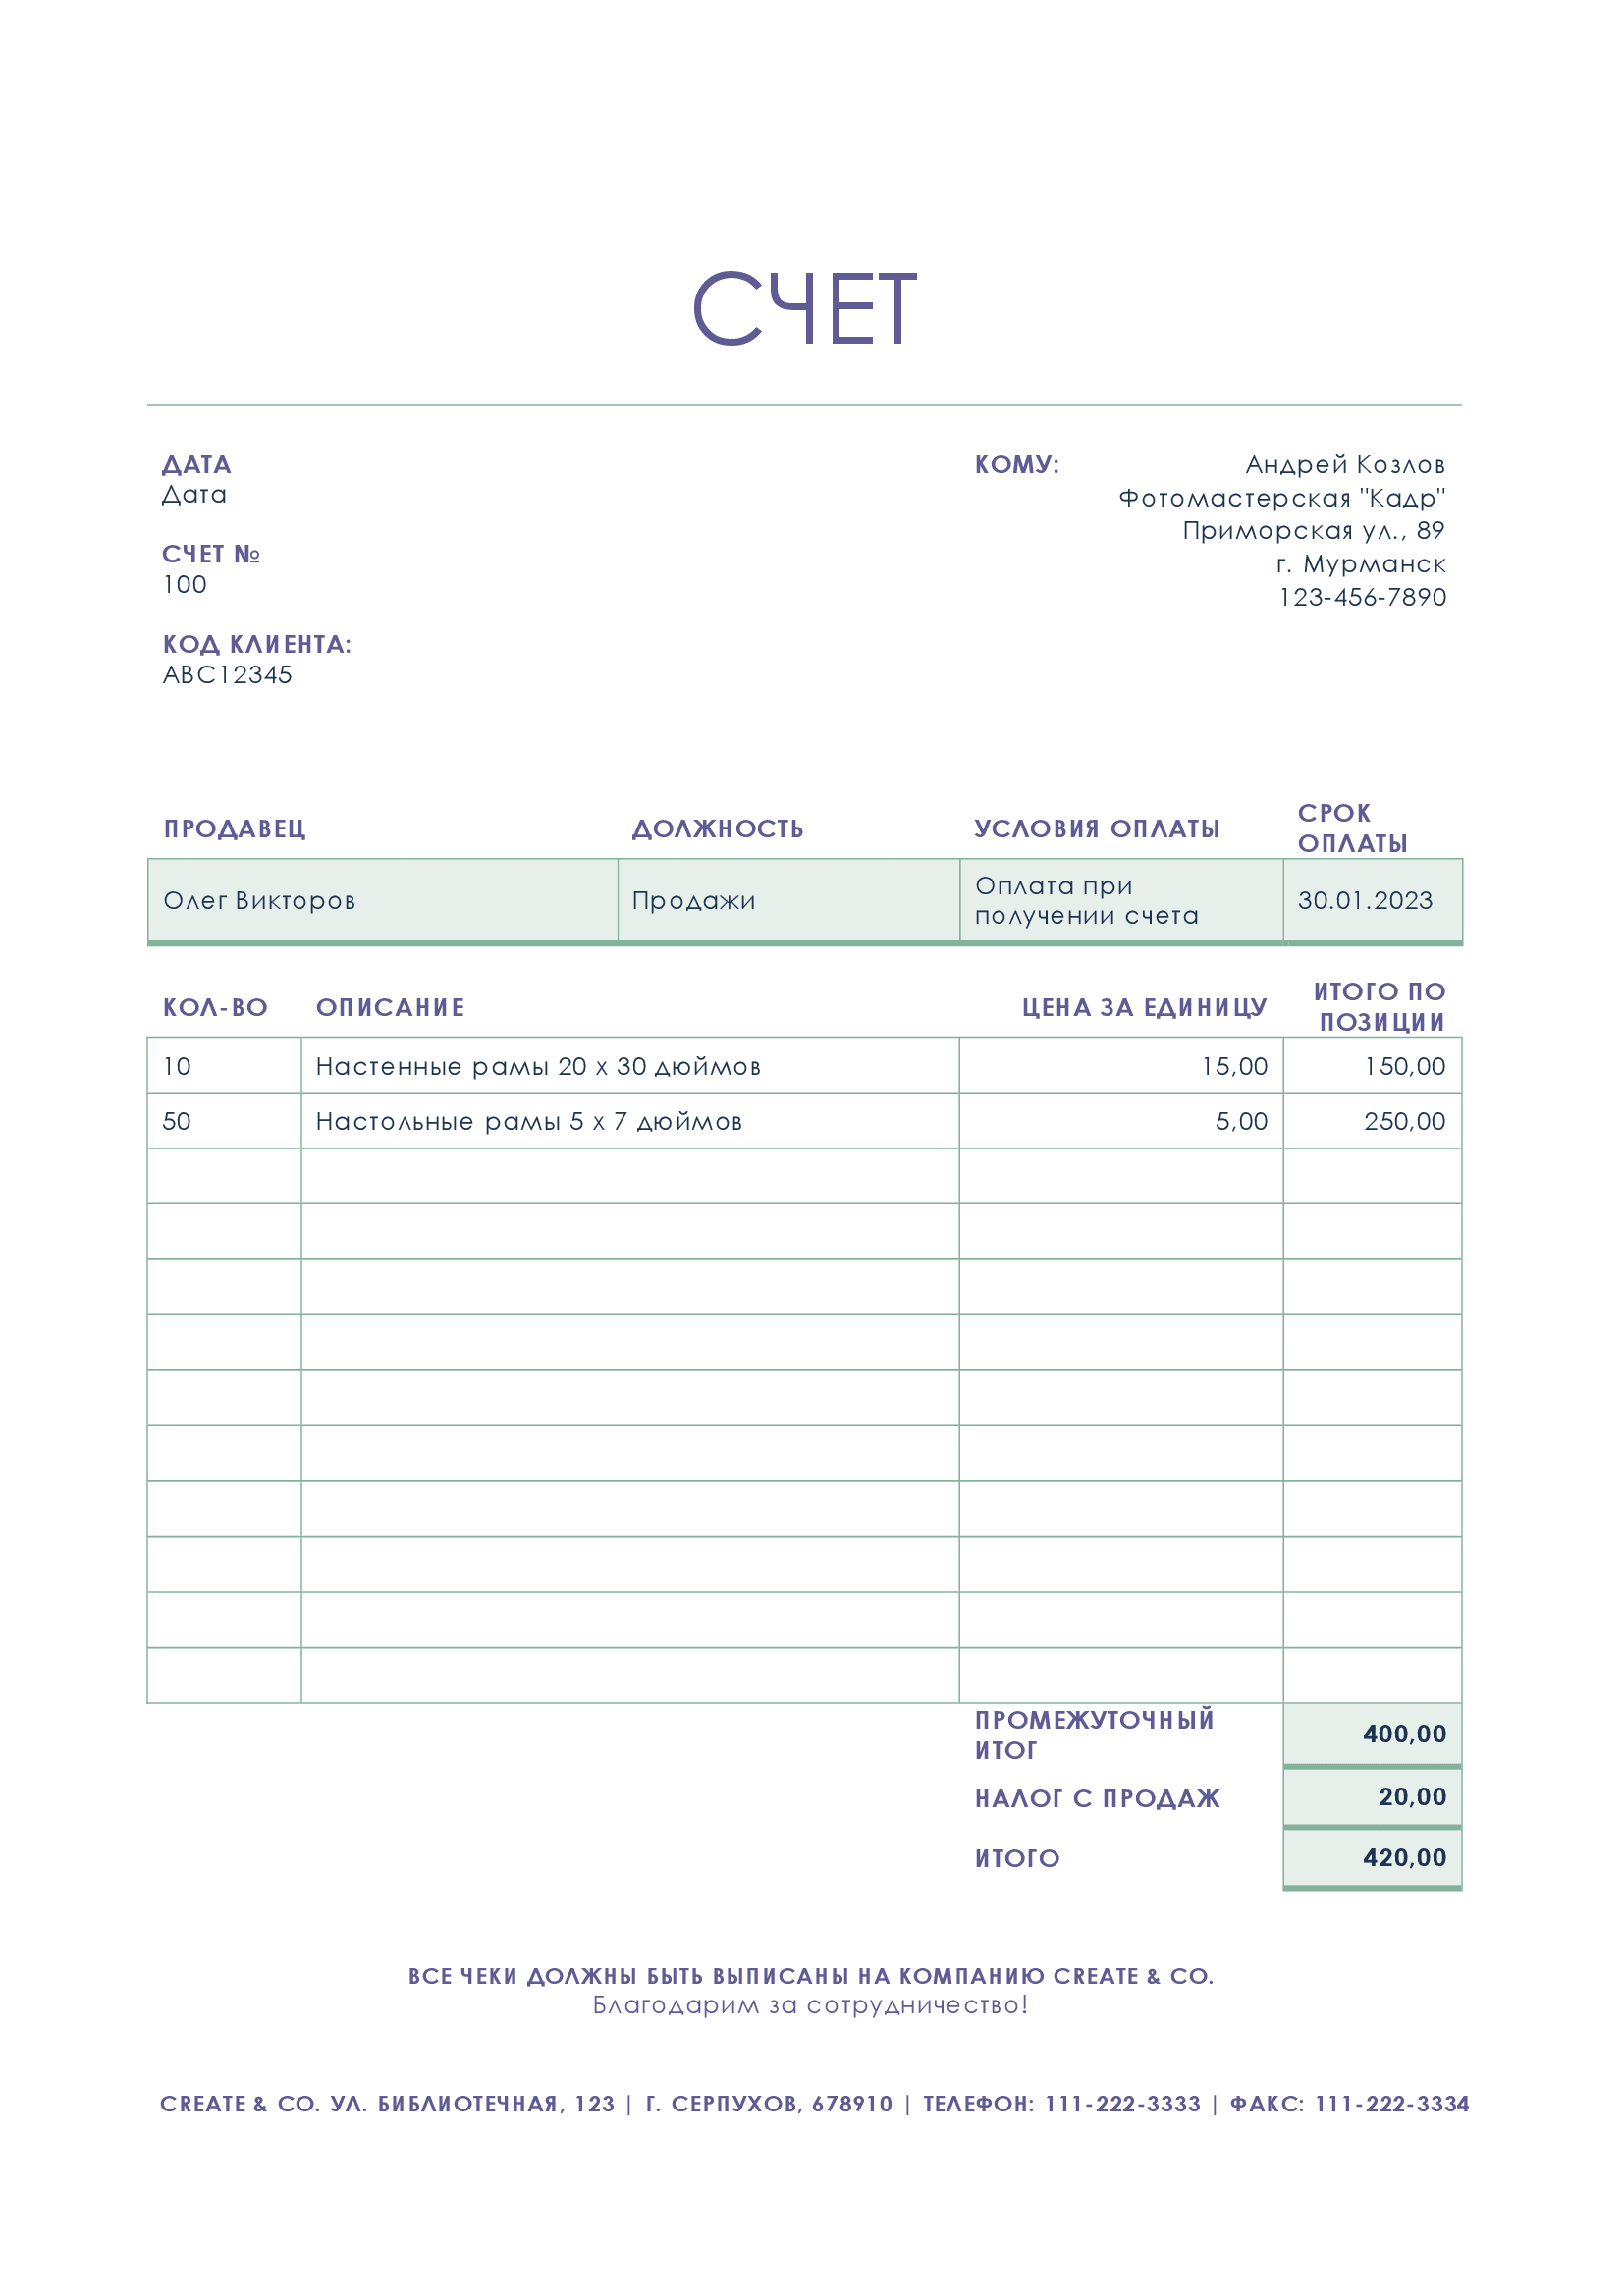 СЧЕТ
ДАТА
Дата
СЧЕТ №
100
КОД КЛИЕНТА:
ABC12345
КОМУ:
Андрей Козлов
Фотомастерская "Кадр"
Приморская ул., 89
г. Мурманск
123-456-7890
ПРОДАВЕЦ ДОЛЖНОСТЬ УСЛОВИЯ ОПЛАТЫ СРОК
ОПЛАТЫ
Олег Викторов Продажи Оплата при
получении счета 30.01.2023
КОЛ-ВО ОПИСАНИЕ ЦЕНА ЗА ЕДИНИЦУ ИТОГО ПО
ПОЗИЦИИ
10 Настенные рамы 20 x 30 дюймов 15,00 150,00
50 Настольные рамы 5 x 7 дюймов 5,00 250,00
ПРОМЕЖУТОЧНЫЙ
ИТОГ 400,00
НАЛОГ С ПРОДАЖ 20,00
ИТОГО 420,00
ВСЕ ЧЕКИ ДОЛЖНЫ БЫТЬ ВЫПИСАНЫ НА КОМПАНИЮ CREATE & CO.
Благодарим за сотрудничество!
CREATE & CO. УЛ. БИБЛИОТЕЧНАЯ, 123 | Г. СЕРПУХОВ, 678910 | ТЕЛЕФОН: 111-222-3333 | ФАКС: 111-222-3334